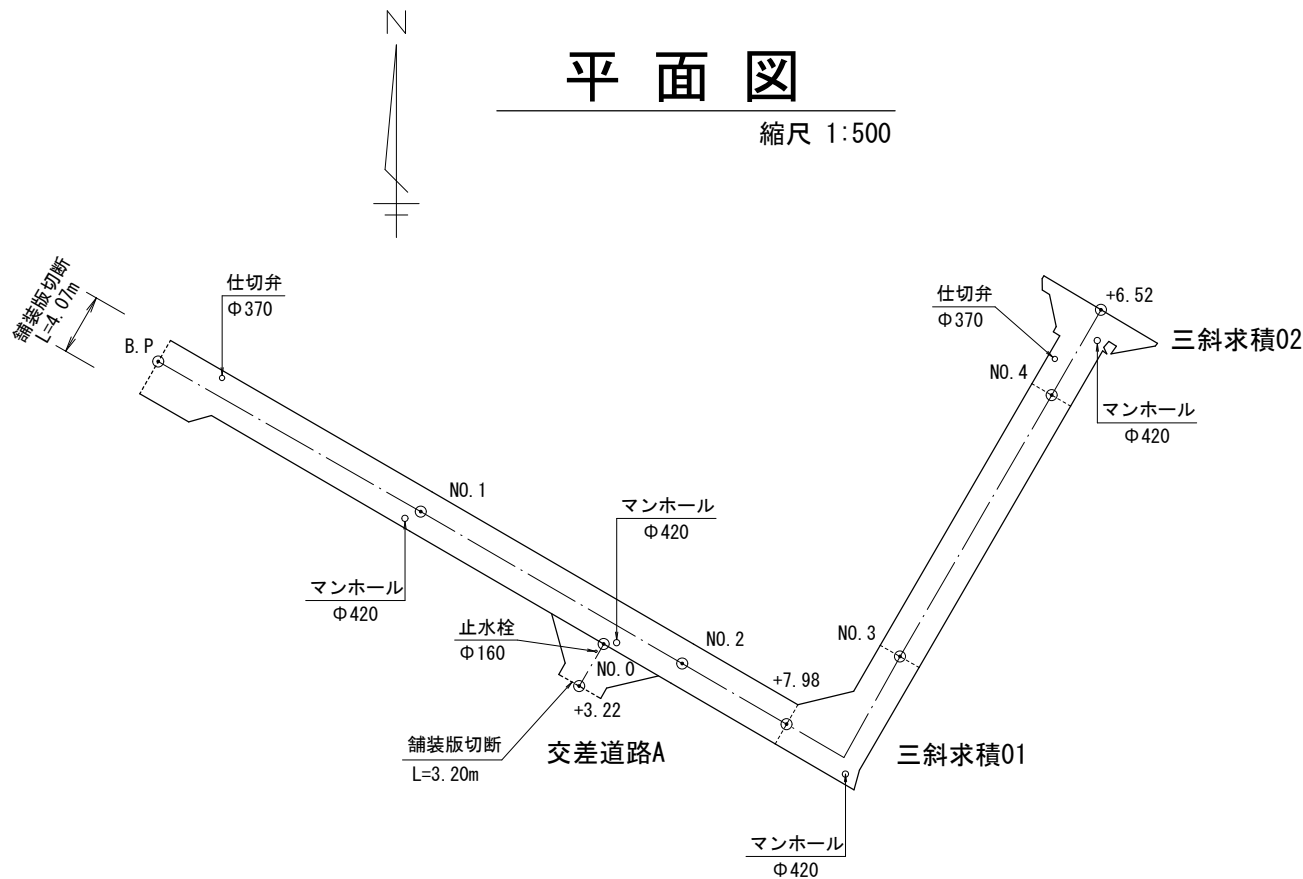 N
平 面 図
縮尺 1:500
舗装版切断
L=4.07m
B.P
仕切弁
Φ370
NO.1
マンホール
Φ420
マンホール
Φ420
止水栓
Φ160
NO.0
+3.22
舗装版切断
L=3.20m
交差道路A
NO.2
+7.98
三斜求積01
マンホール
Φ420
NO.3
NO.4
仕切弁
Φ370
+6.52
三斜求積02
マンホール
Φ420